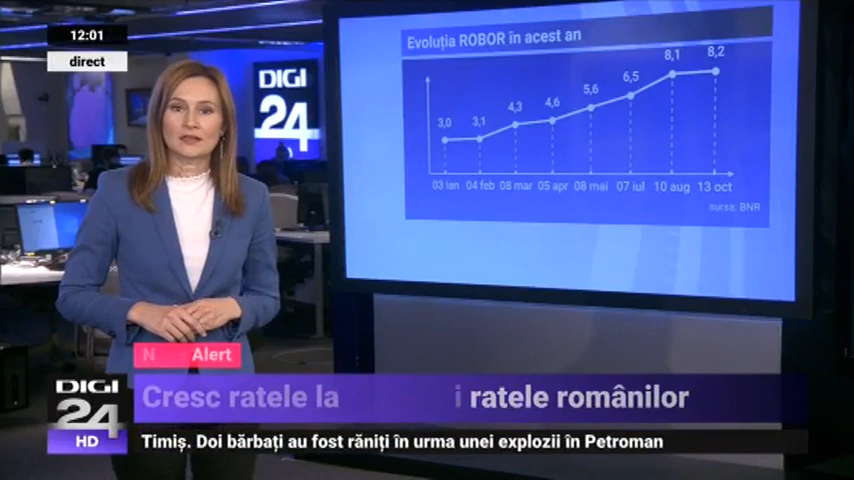 12:01
direct
DIGI
24
Evoluția ROBOR în acest an
3,0 3,1 4,3 4,6 5,6 6,5 8,1 8,2
03 ian 04 feb 08 mar 05 apr 08 mai 07 iul 10 aug 13 oct
sursa: BNR
N Alert
DIGI
24
HD
Cresc ratele la i ratele românilor
Timiș. Doi bărbați au fost răniți în urma unei explozii în Petroman